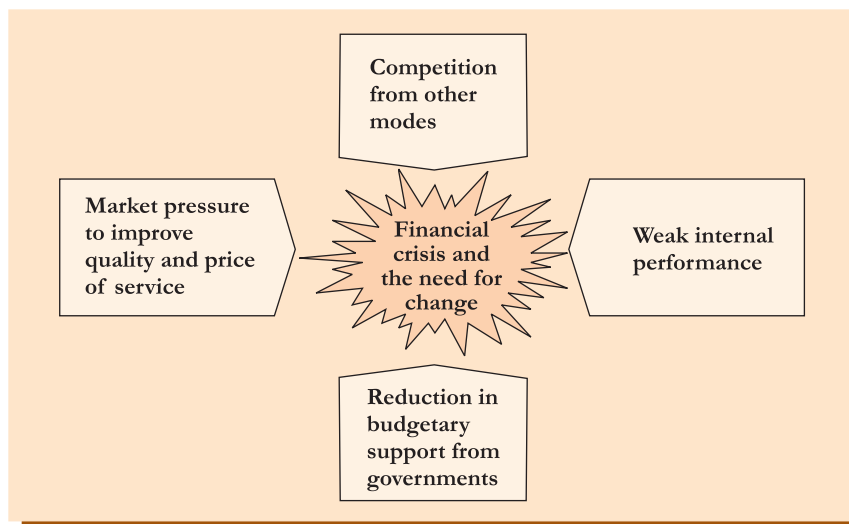 Competition
from other
modes
Market pressure
to improve
quality and price
of service
Financial
crisis and
the need for
change
Weak internal
performance
Reduction in
budgetary
support from
governments